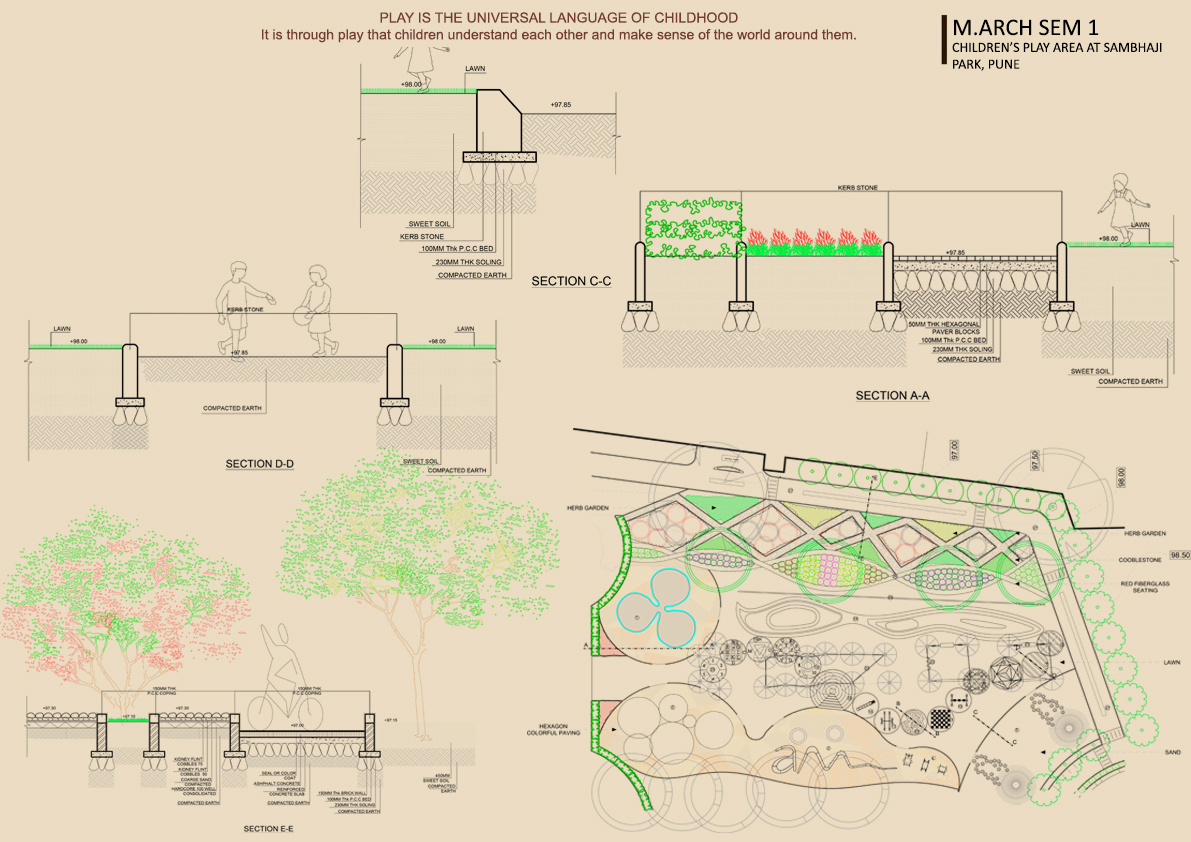 PLAY IS THE UNIVERSAL LANGUAGE OF CHILDHOOD
It is through play that children understand each other and make sense of the world around them.
M.ARCH SEM 1
CHILDREN'S PLAY AREA AT SAMBHAJI
PARK, PUNE
LAWN
+98.00
+97.85
SWEET SOIL
KERB STONE
100MM Thk P.C.C BED
230MM THK SOLING
COMPACTED EARTH
SECTION C-C
KERB STONE
LAWN
+98.00
+97.85
50MM THK HEXAGONAL
PAVER BLOCKS
100MM Thk P.C.C BED
230MM THK SOLING
COMPACTED EARTH
SWEET SOIL
COMPACTED EARTH
SECTION A-A
KERB STONE
LAWN
LAWN
+98.00
+98.00
+97.85
COMPACTED EARTH
SWEET SOIL
COMPACTED EARTH
SECTION D-D
150MM THK
P.C.C COPING
150MM THK
P.C.C COPING
+97.30
+97.10
+97.30
+97.00
+97.15
KIDNEY FLINT
COBBLES 75
KIDNEY FLINT
COBBLES 50
COARSE SAND
COMPACTED
HARDCORE 100 WELL
CONSOLIDATED
COMPACTED EARTH
SEAL OR COLOR
COAT
ASHPHALT CONCRETE
REINFORCED
CONCRETE SLAB
COMPACTED EARTH
150MM Thk BRICK WALL
100MM Thk P.C.C BED
230MM THK SOLING
COMPACTED EARTH
450MM
SWEET SOIL
COMPACTED
EARTH
SECTION E-E
97.00
97.50
98.00
98.50
HERB GARDEN
HERB GARDEN
COOBLESTONE
RED FIBERGLASS
SEATING
LAWN
HEXAGON
COLORFUL PAVING
SAND
A
B
C
C